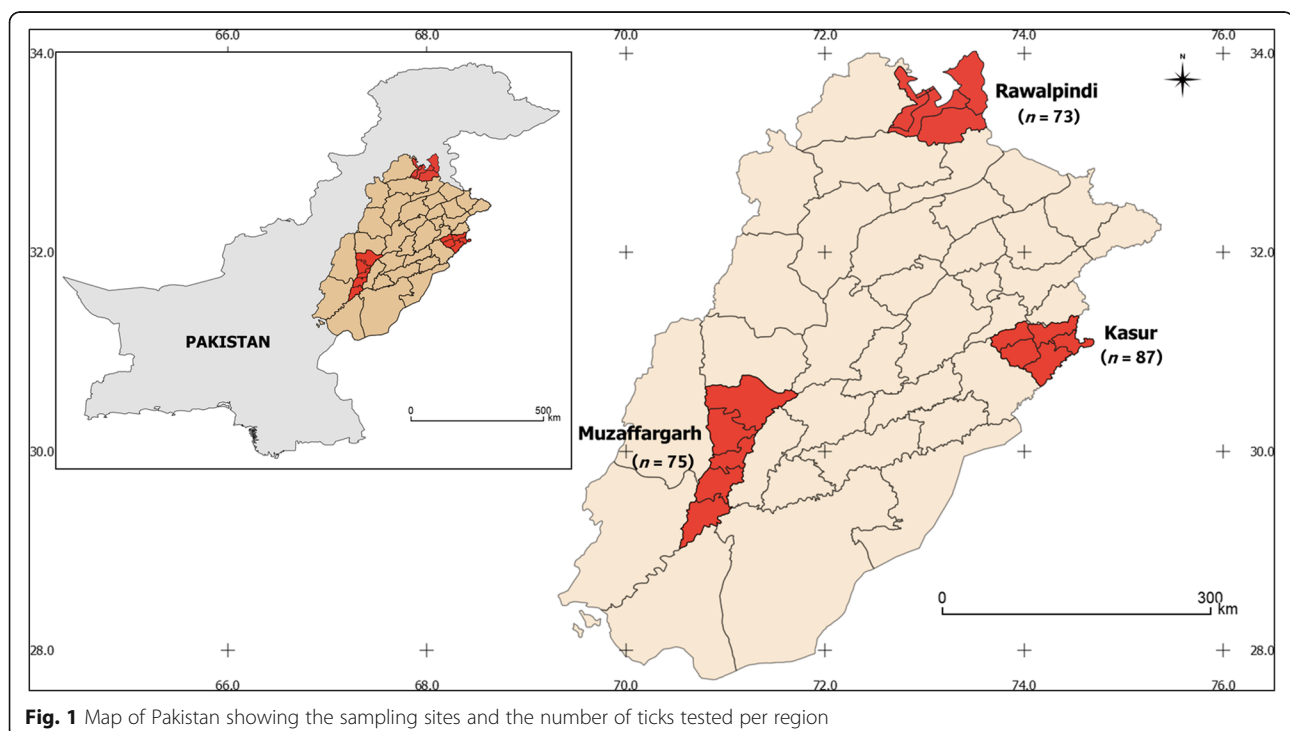 66.0 68.0 70.0 72.0 74.0 76.0
34.0 34.0
N
Rawalpindi
(n = 73)
32.0 32.0
PAKISTAN
Kasur
(n = 87)
0 500
km
Muzaffargarh
(n = 75)
30.0 30.0
0 300
km
28.0 28.0
66.0 68.0 70.0 72.0 74.0 76.0
Fig. 1 Map of Pakistan showing the sampling sites and the number of ticks tested per region